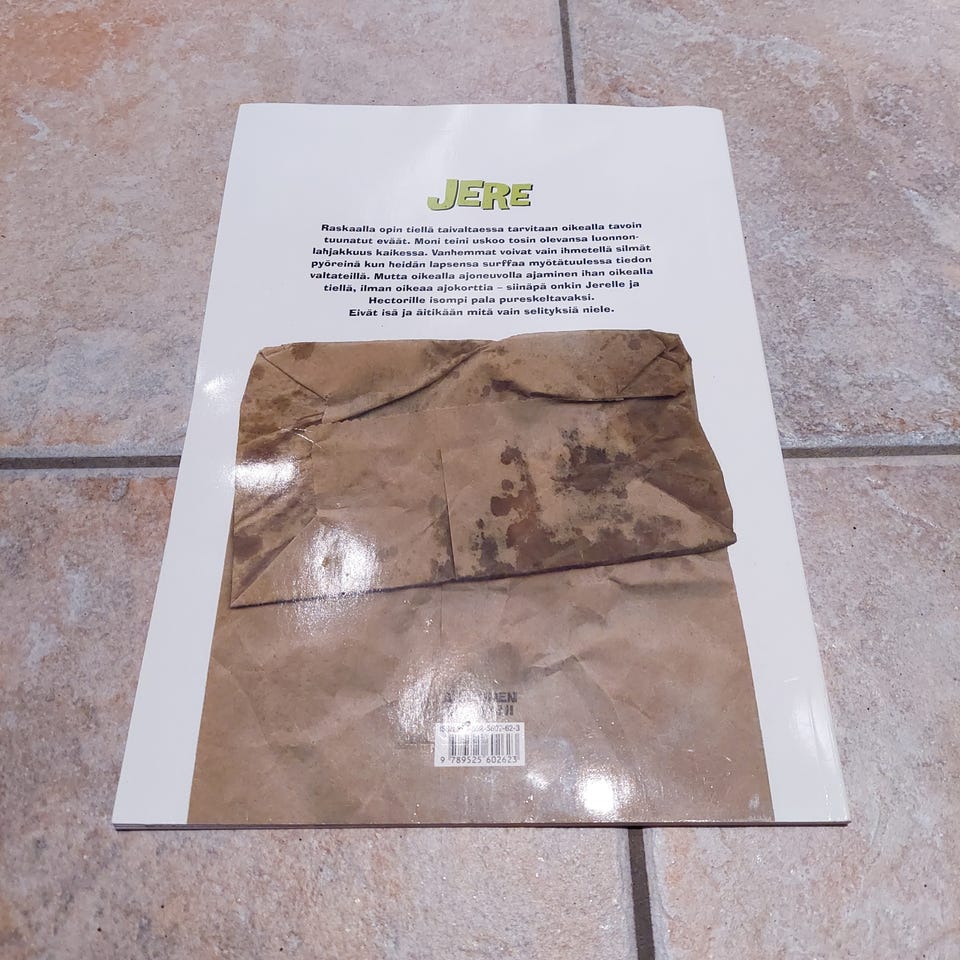 JERE
Raskaalla opin tiellä taivaltaessa tarvitaan oikealla tavoin
tuunatut eväät. Moni teini uskoo tosin olevansa luonnon-
lahjakkuus kaikessa. Vanhemmat voivat vain ihmetellä silmät
pyöreinä kun heidän lapsensa surffaa myötätuulessa tiedon
valtateillä. Mutta oikealla ajoneuvolla ajaminen ihan oikealla
tiellä, ilman oikeaa ajokorttia – siinäpä onkin Jerelle ja
Hectorille isompi pala pureskeltavaksi.
Eivät isä ja äitikään mitä vain selityksiä niele.
9 789525 602623